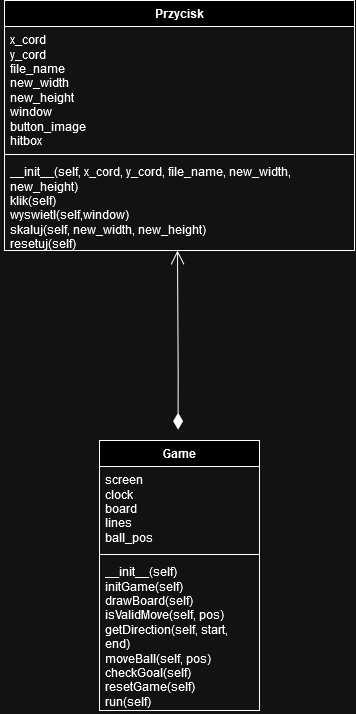 Przycisk
x_cord
y_cord
file_name
new_width
new_height
window
button_image
hitbox
__init__(self, x_cord, y_cord, file_name, new_width,
new_height)
klik(self)
wyswietl(self,window)
skaluj(self, new_width, new_height)
resetuj(self)
Game
screen
clock
board
lines
ball_pos
__init__(self)
initGame(self)
drawBoard(self)
isValidMove(self, pos)
getDirection(self, start,
end)
moveBall(self, pos)
checkGoal(self)
resetGame(self)
run(self)